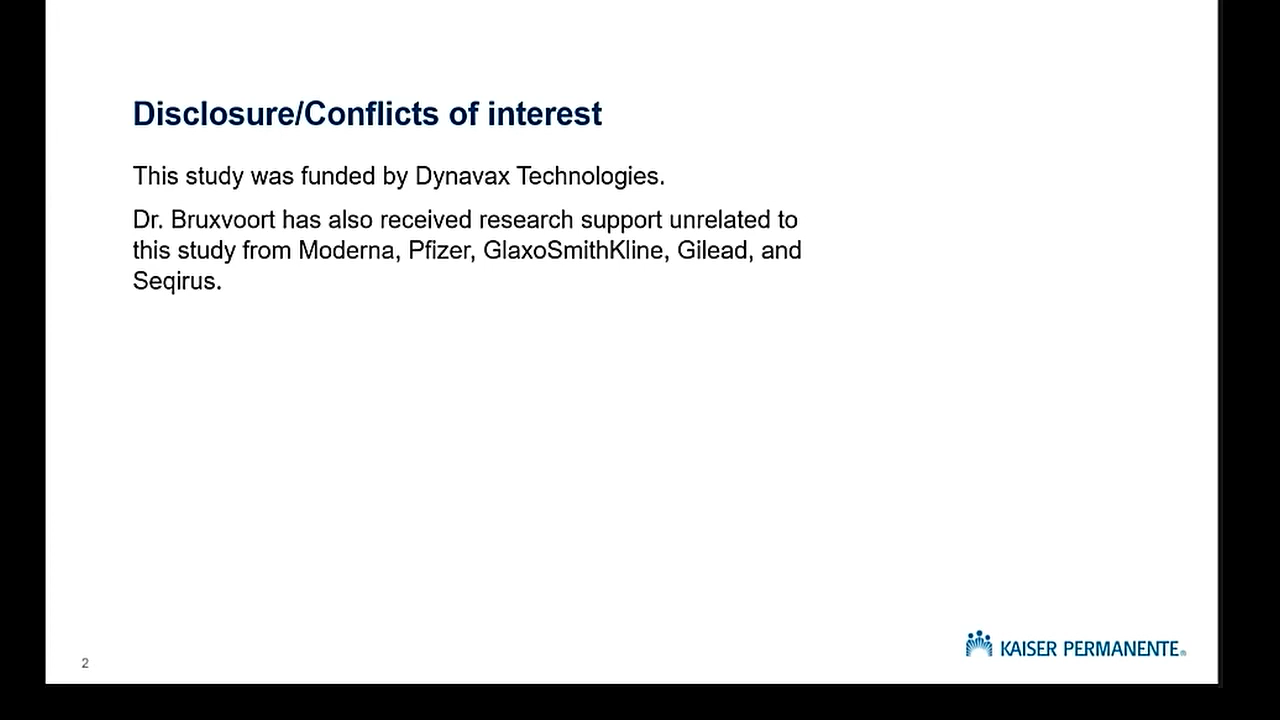 Disclosure/Conflicts of interest
This study was funded by Dynavax Technologies.
Dr. Bruxvoort has also received research support unrelated to
this study from Moderna, Pfizer, GlaxoSmithKline, Gilead, and
Seqirus.
2
KAISER PERMANENTE®